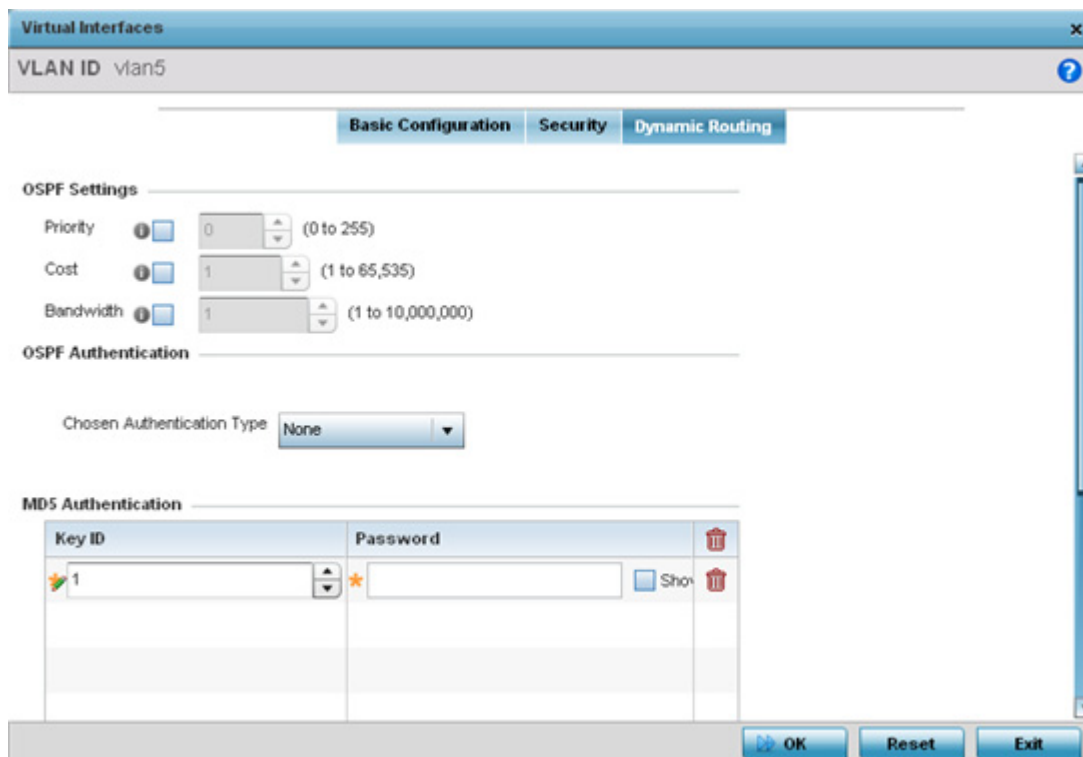 Virtual Interfaces
VLAN ID vlan5
Basic Configuration Security Dynamic Routing
OSPF Settings
Priority 0 (0 to 255)
Cost 1 (1 to 65,535)
Bandwidth 1 (1 to 10,000,000)
OSPF Authentication
Chosen Authentication Type None
MD5 Authentication
Key ID Password
1 Show
OK Reset Exit